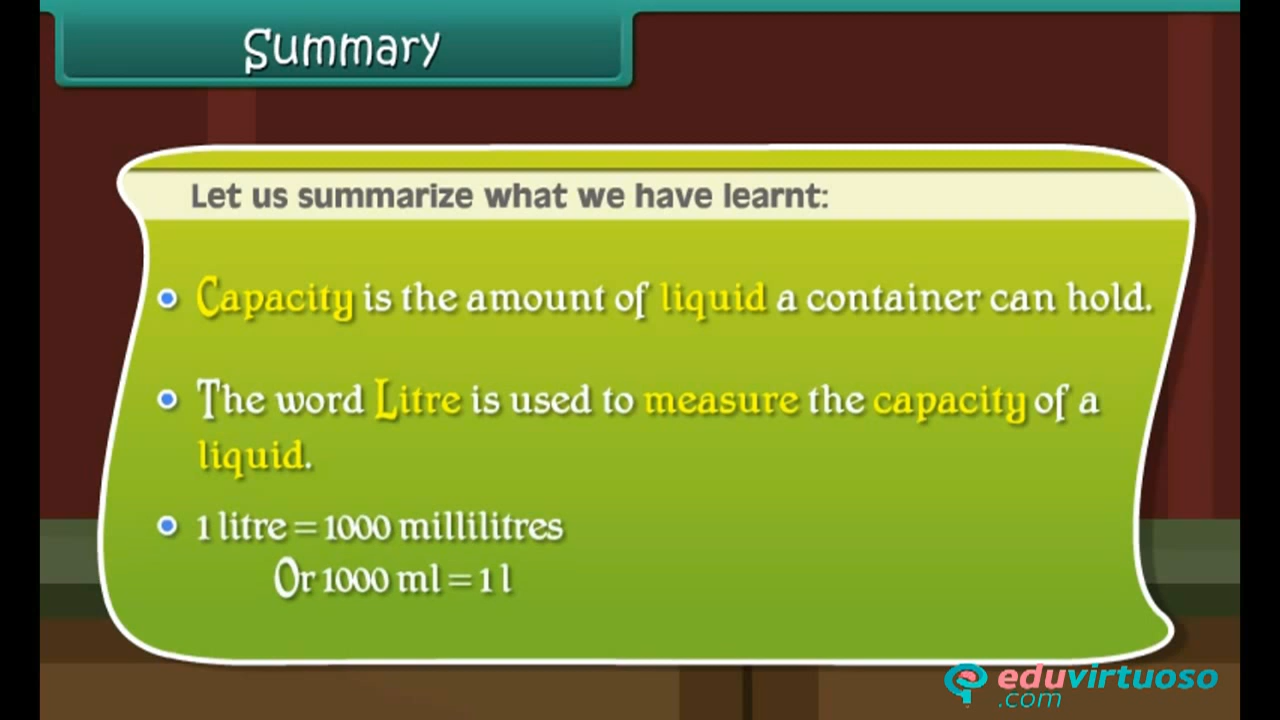 Summary
Let us summarize what we have learnt:
Capacity is the amount of liquid a container can hold.
The word Litre is used to measure the capacity of a
liquid.
1 litre = 1000 millilitres
Or 1000 ml = 1 l
eduvirtuoso
.com